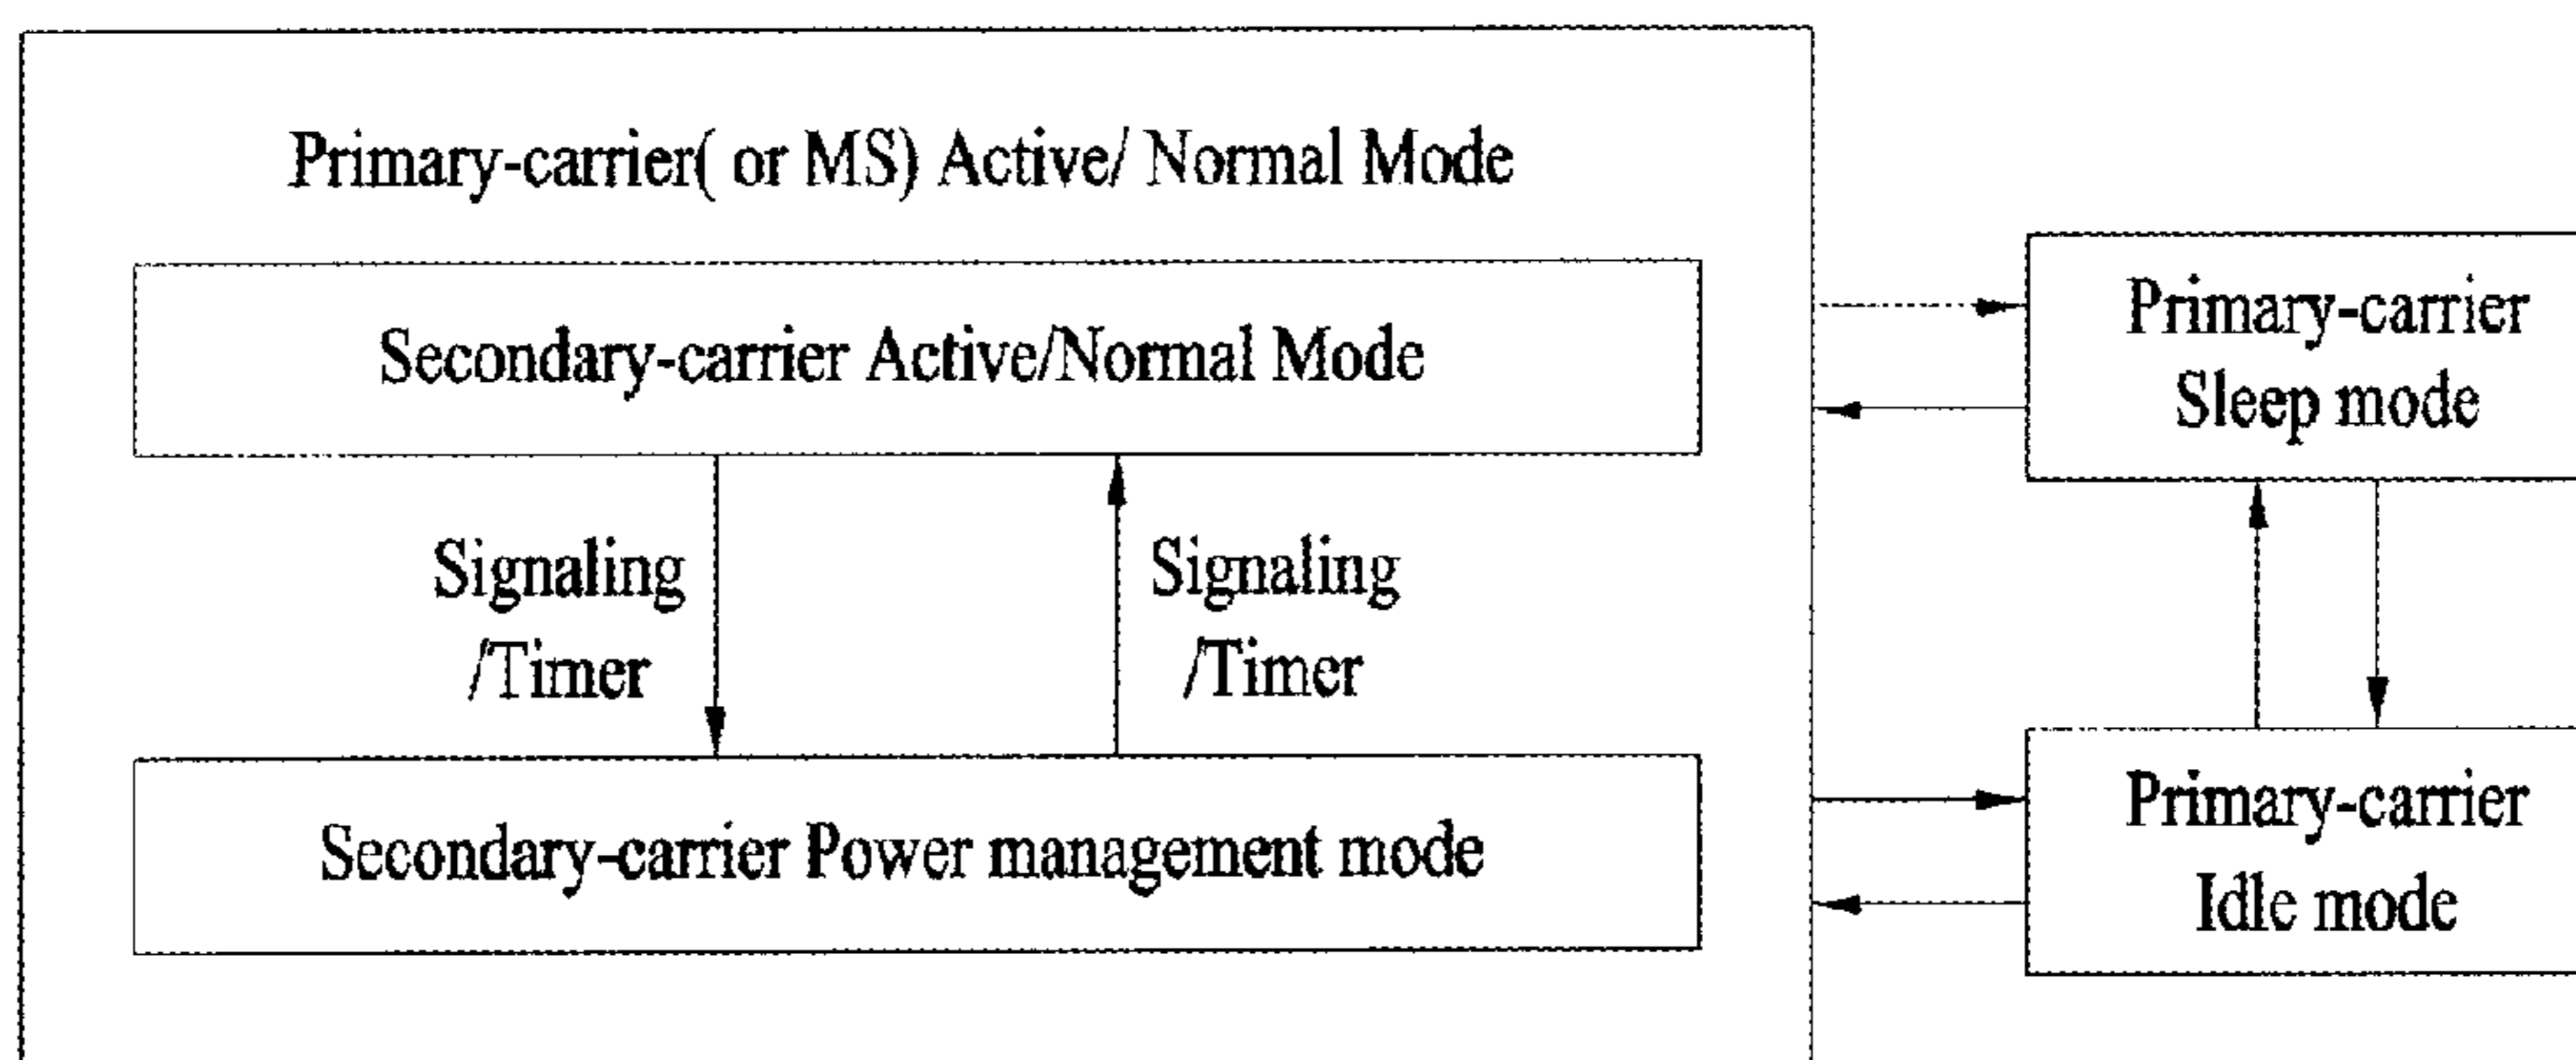 Primary-carrier( or MS) Active/ Normal Mode
Secondary-carrier Active/Normal Mode
Signaling
/Timer
Signaling
/Timer
Secondary-carrier Power management mode
Primary-carrier
Sleep mode
Primary-carrier
Idle mode